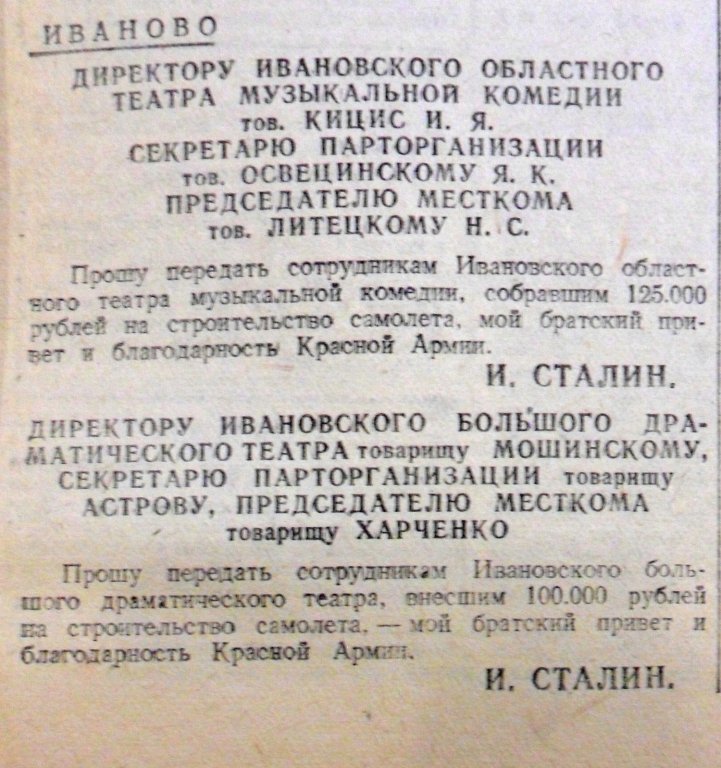 ИВАНОВО
ДИРЕКТОРУ ИВАНОВСКОГО ОБЛАСТНОГО
ТЕАТРА МУЗЫКАЛЬНОЙ КОМЕДИИ
тов. КИЦИС И. Я.
СЕКРЕТАРЮ ПАРТОРГАНИЗАЦИИ
тов. ОСВЕЦИНСКОМУ Я. К.
ПРЕДСЕДАТЕЛЮ МЕСТКОМА
тов. ЛИТЕЦКОМУ Н. С.
Прошу передать сотрудникам Ивановского област-
ного театра музыкальной комедии, собравшим 125.000
рублей на строительство самолета, мой братский при-
вет и благодарность Красной Армии.
И. СТАЛИН.
ДИРЕКТОРУ ИВАНОВСКОГО БОЛЬШОГО ДРА-
МАТИЧЕСКОГО ТЕАТРА товарищу МОШИНСКОМУ,
СЕКРЕТАРЮ ПАРТОРГАНИЗАЦИИ товарищу
АСТРОВУ, ПРЕДСЕДАТЕЛЮ МЕСТКОМА
товарищу ХАРЧЕНКО
Прошу передать сотрудникам Ивановского боль-
шого драматического театра, внесшим 100.000 рублей
на строительство самолета, — мой братский привет и
благодарность Красной Армии.
И. СТАЛИН.